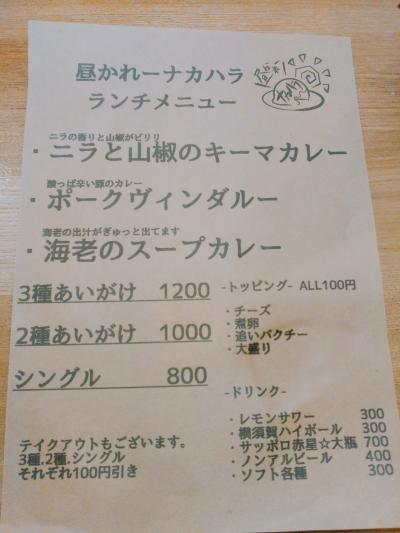 昼かれーナカハラ
ランチメニュー
ニラの香りと山椒がビリリ
・ニラと山椒のキーマカレー
酸っぱ辛い豚のカレー
・ポークヴィンダルー
海老の出汁がぎゅっと出てます
・海老のスープカレー
3種あいがけ 1200
2種あいがけ 1000
シングル 800
-トッピング- ALL100円
・チーズ
・煮卵
・追いパクチー
・大盛り
-ドリンク-
・レモンサワー 300
・横須賀ハイボール 300
・サッポロ赤星☆大瓶 700
・ノンアルビール 400
・ソフト各種 300
テイクアウトもございます。
3種.2種.シングル
それぞれ100円引き